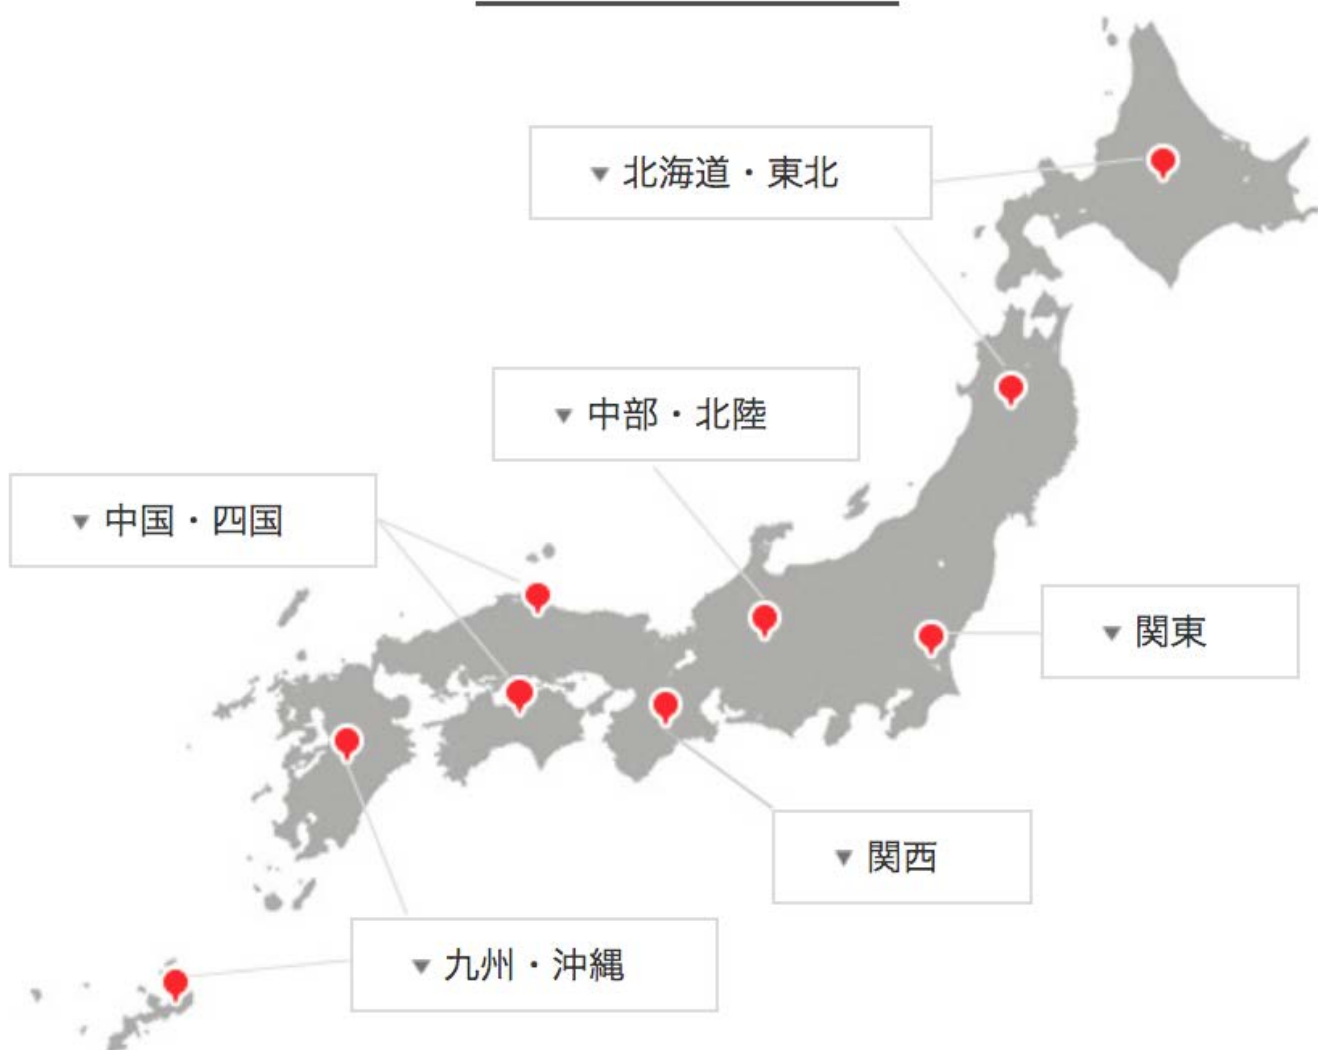 ▼ 北海道・東北
▼ 中部・北陸
▼ 中国・四国
▼ 関東
▼ 関西
▼ 九州・沖縄